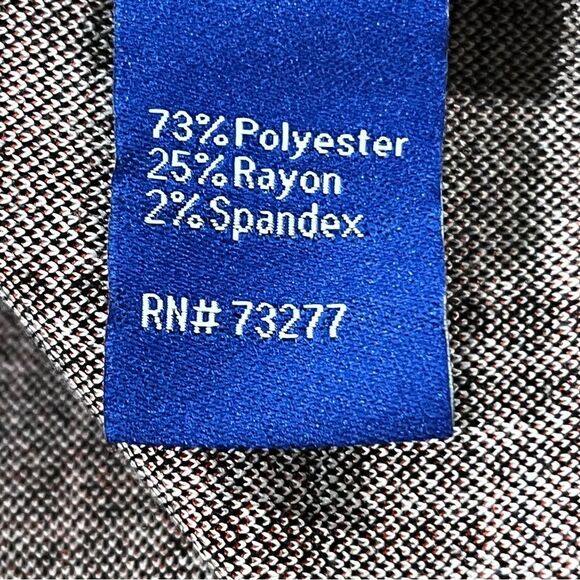 73% Polyester
25% Rayon
2% Spandex
RN# 73277